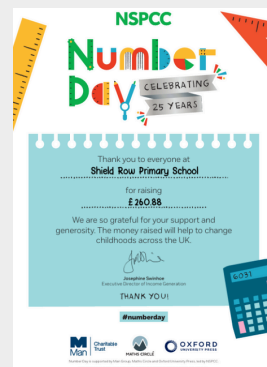 NSPCC
Number
Day
CELEBRATING
25 YEARS
Thank you to everyone at
Shield Row Primary School
for raising
£260.88
We are so grateful for your support and
generosity. The money raised will help to change
childhoods across the UK.
Josephine Swinhoe
Executive Director of Income Generation
THANK YOU!
#numberday
Man
Charitable
Trust
MATHS CIRCLE
OXFORD
UNIVERSITY PRESS